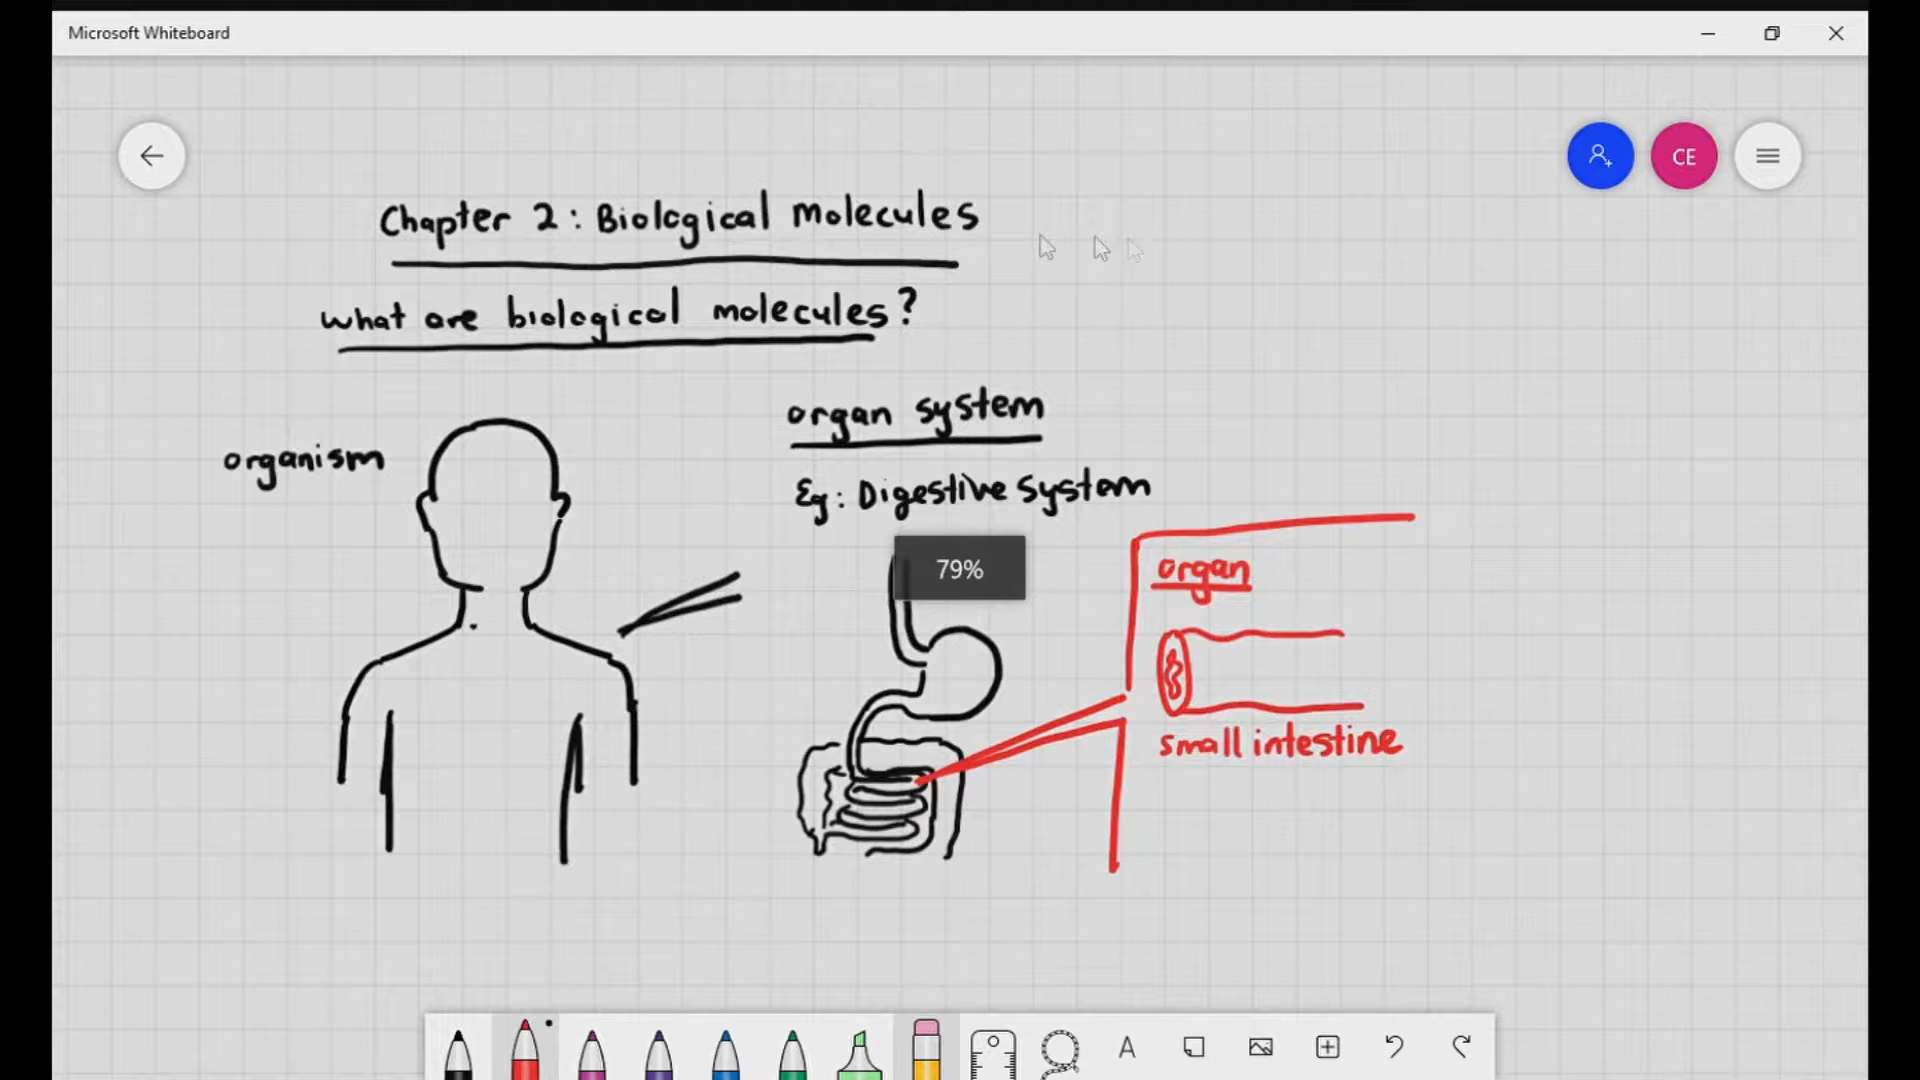 Microsoft Whiteboard
CE
Chapter 2: Biological Molecules
what are biological molecules?
organ system
organism
Eg: Digestive system
79%
organ
small intestine
A